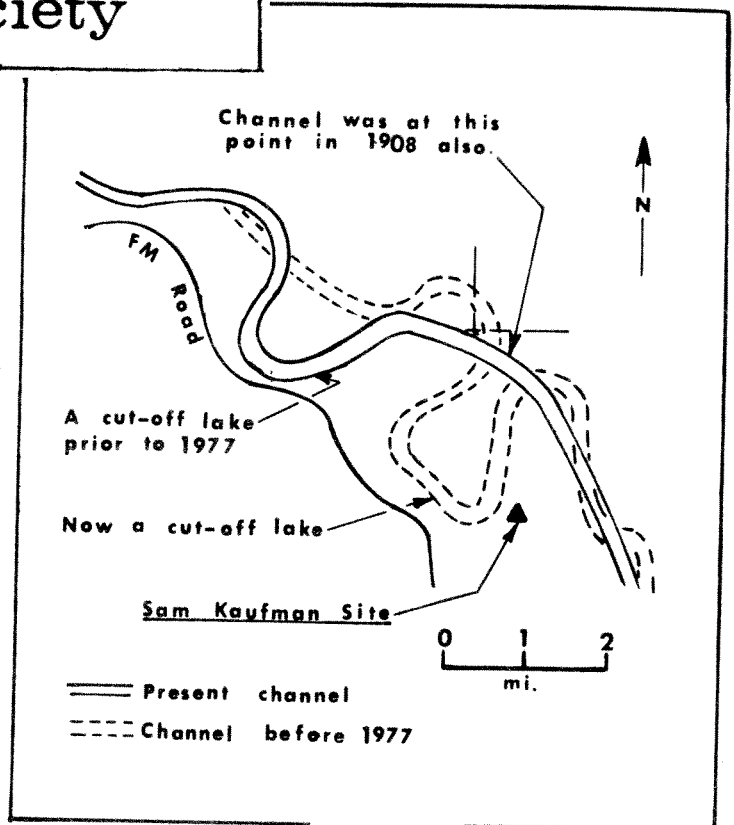 ciety
Channel was at this
point in 1908 also.
N
FM Road
A cut-off lake
prior to 1977
Now a cut-off lake
Sam Kaufman Site
0 1 2
mi.
Present channel
Channel before 1977